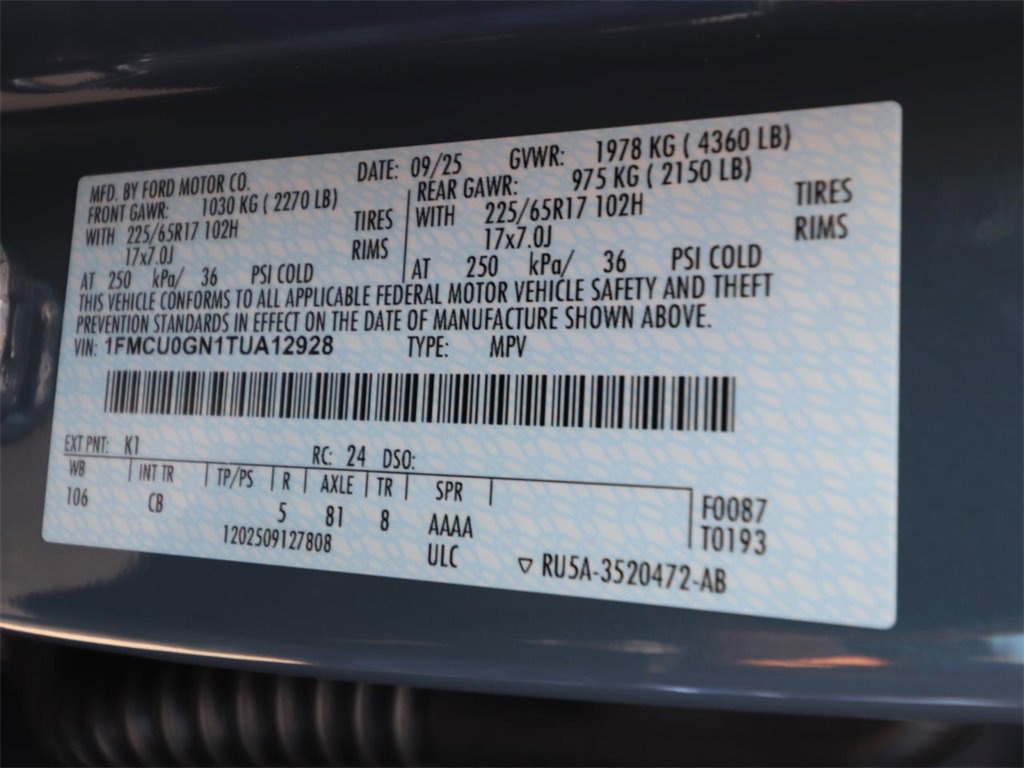 MFD. BY FORD MOTOR CO. DATE: 09/25 GVWR: 1978 KG ( 4360 LB)
FRONT GAWR: 1030 KG ( 2270 LB) REAR GAWR: 975 KG ( 2150 LB)
WITH 225/65R17 102H TIRES WITH 225/65R17 102H TIRES
17x7.0J RIMS 17x7.0J RIMS
AT 250 kPa/ 36 PSI COLD AT 250 kPa/ 36 PSI COLD
THIS VEHICLE CONFORMS TO ALL APPLICABLE FEDERAL MOTOR VEHICLE SAFETY AND THEFT
PREVENTION STANDARDS IN EFFECT ON THE DATE OF MANUFACTURE SHOWN ABOVE.
VIN: 1FMCU0GN1TUA12928 TYPE: MPV
EXT PNT: K1 RC: 24 DSO:
WB INT TR TP/PS R AXLE TR SPR
106 CB 5 81 8 AAAA F0087
1202509127808 ULC T0193
RU5A-3520472-AB